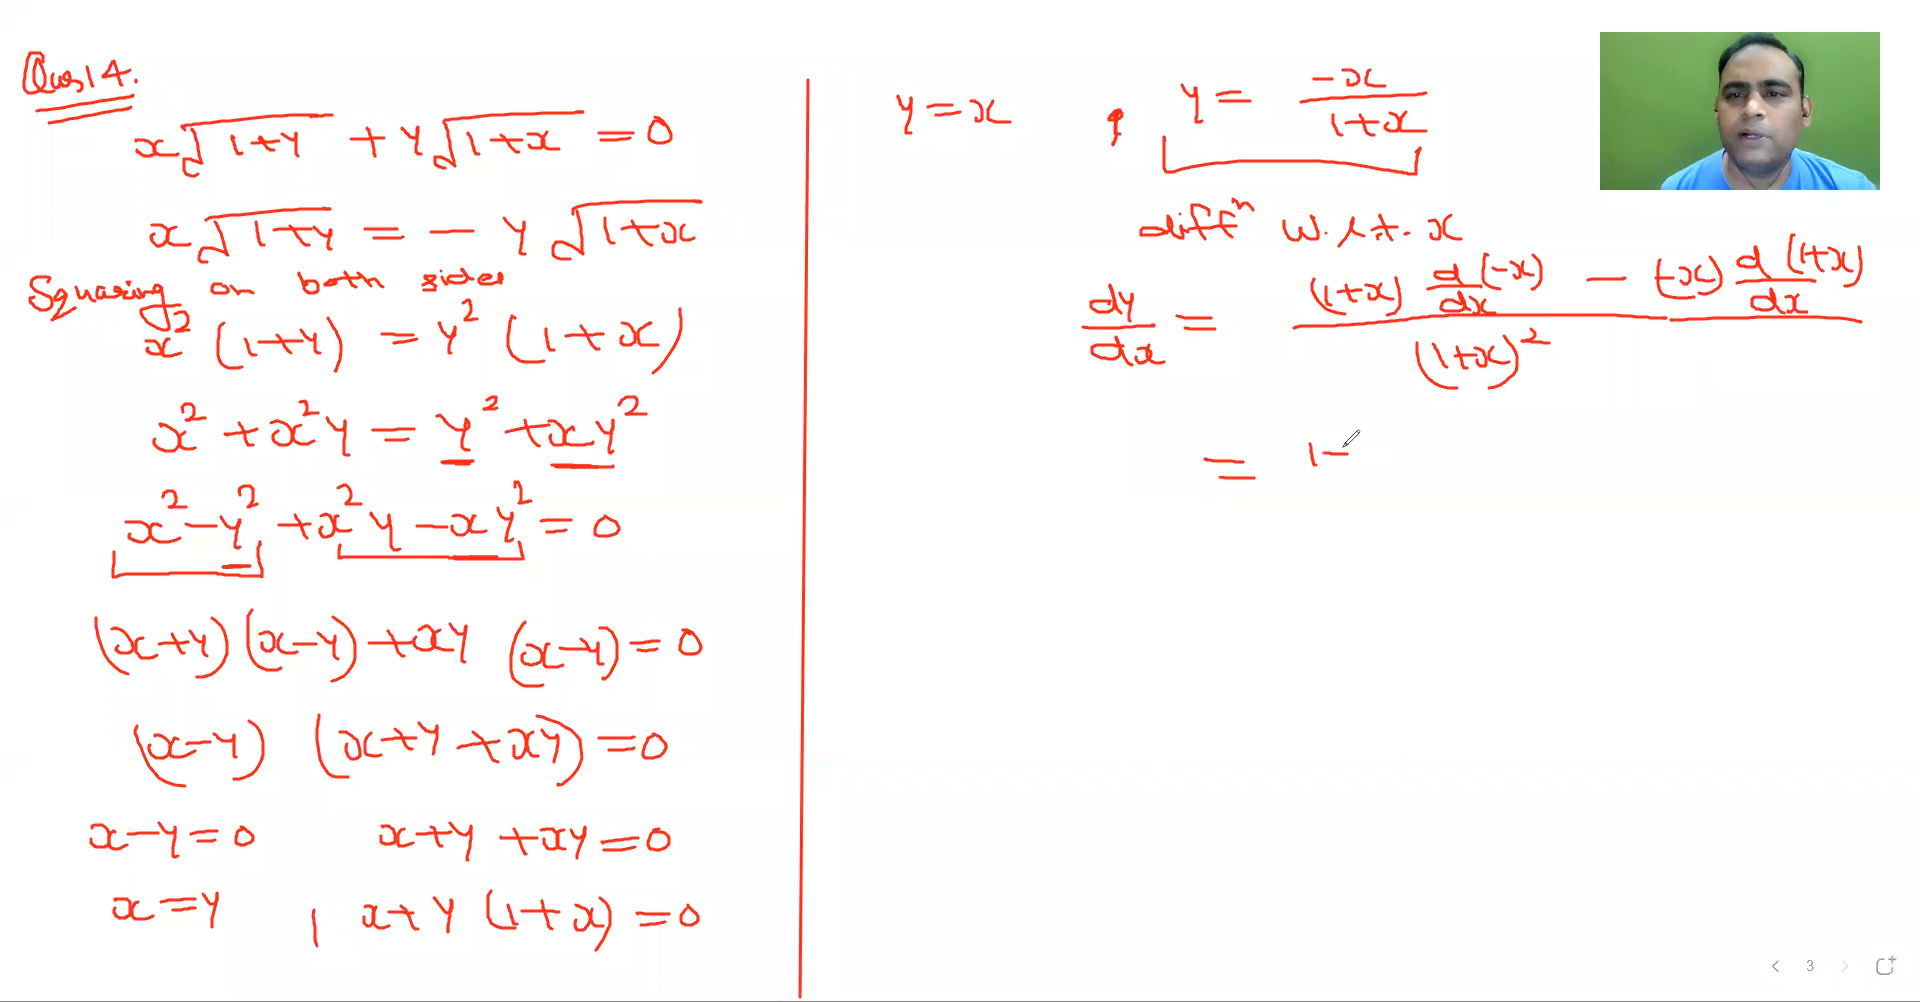 Ques14.
x√1+y + y√1+x = 0
x√1+y = - y√1+x
Squaring on both sides
x² (1+y) = y² (1+x)
x² + x²y = y² + xy²
x² - y² + x²y - xy² = 0
(x+y)(x-y) + xy (x-y) = 0
(x-y) (x+y+xy) = 0
x-y=0 x+y+xy=0
x=y | x+y (1+x) = 0
y=x , y = -x/1+x
diffⁿ w.r.t. x
dy/dx = (1+x) d/dx (-x) - (-x) d/dx (1+x) / (1+x)²
= 1-
3